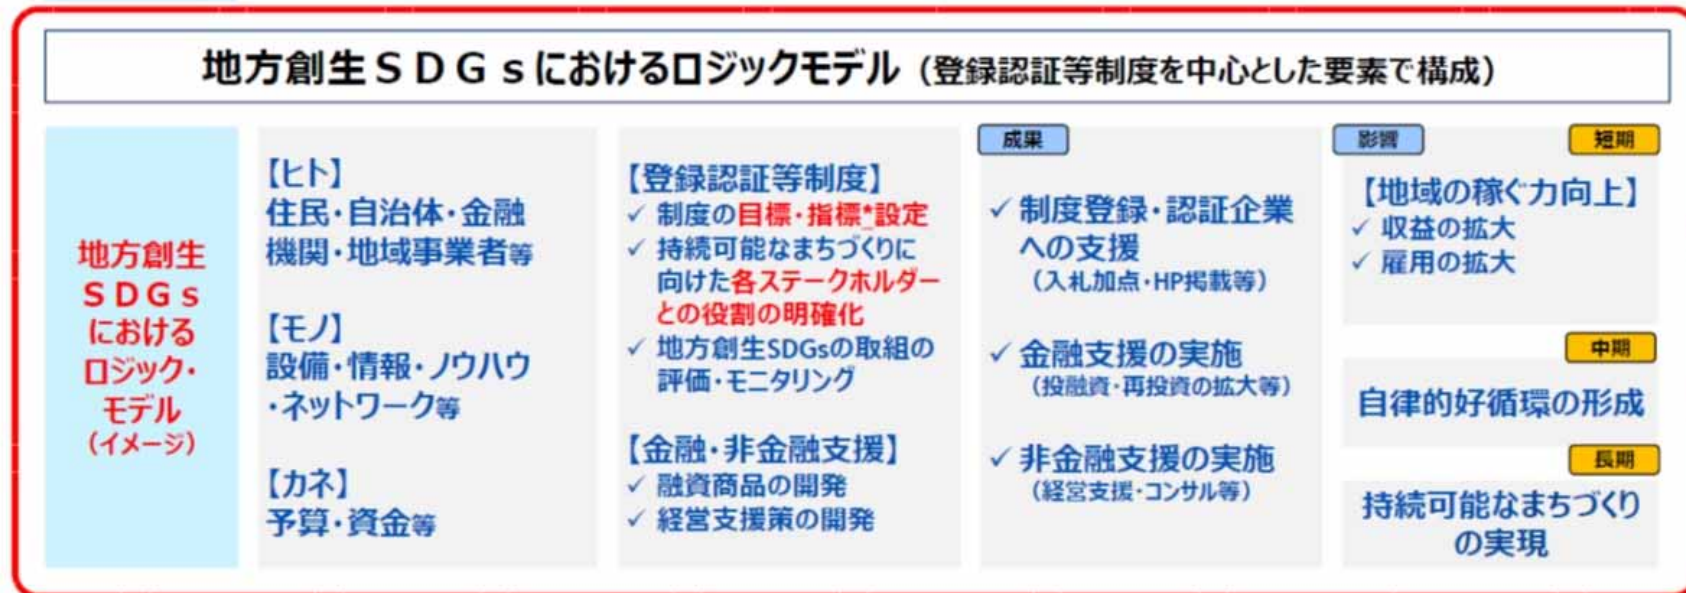 地方創生ＳＤＧｓにおけるロジックモデル（登録認証等制度を中心とした要素で構成）
地方創生
ＳＤＧｓ
における
ロジック・
モデル
（イメージ）
【ヒト】
住民・自治体・金融
機関・地域事業者等
【モノ】
設備・情報・ノウハウ
・ネットワーク等
【カネ】
予算・資金等
【登録認証等制度】
✓ 制度の目標・指標*設定
✓ 持続可能なまちづくりに
向けた各ステークホルダー
との役割の明確化
✓ 地方創生SDGsの取組の
評価・モニタリング
【金融・非金融支援】
✓ 融資商品の開発
✓ 経営支援策の開発
成果
✓ 制度登録・認証企業
への支援
（入札加点・HP掲載等）
✓ 金融支援の実施
（投融資・再投資の拡大等）
✓ 非金融支援の実施
（経営支援・コンサル等）
影響
短期
【地域の稼ぐ力向上】
✓ 収益の拡大
✓ 雇用の拡大
中期
自律的好循環の形成
長期
持続可能なまちづくり
の実現